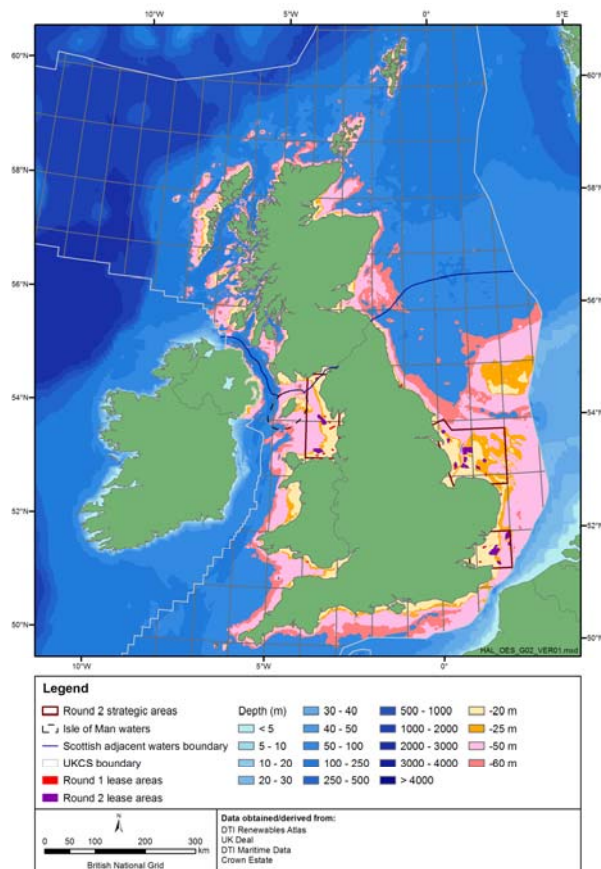 10°W 5°W 0° 5°E
60°N 60°N
58°N 58°N
56°N 56°N
54°N 54°N
52°N 52°N
50°N 50°N
HAL_OES_G02_VER01.mxd
10°W 5°W 0°
Legend
Round 2 strategic areas
Isle of Man waters
Scottish adjacent waters boundary
UKCS boundary
Round 1 lease areas
Round 2 lease areas
Depth (m)
< 5
5 - 10
10 - 20
20 - 30
30 - 40
40 - 50
50 - 100
100 - 250
250 - 500
500 - 1000
1000 - 2000
2000 - 3000
3000 - 4000
> 4000
-20 m
-25 m
-50 m
-60 m
N
0 50 100 200 300
km
British National Grid
Data obtained/derived from:
DTI Renewables Atlas
UK Deal
DTI Maritime Data
Crown Estate